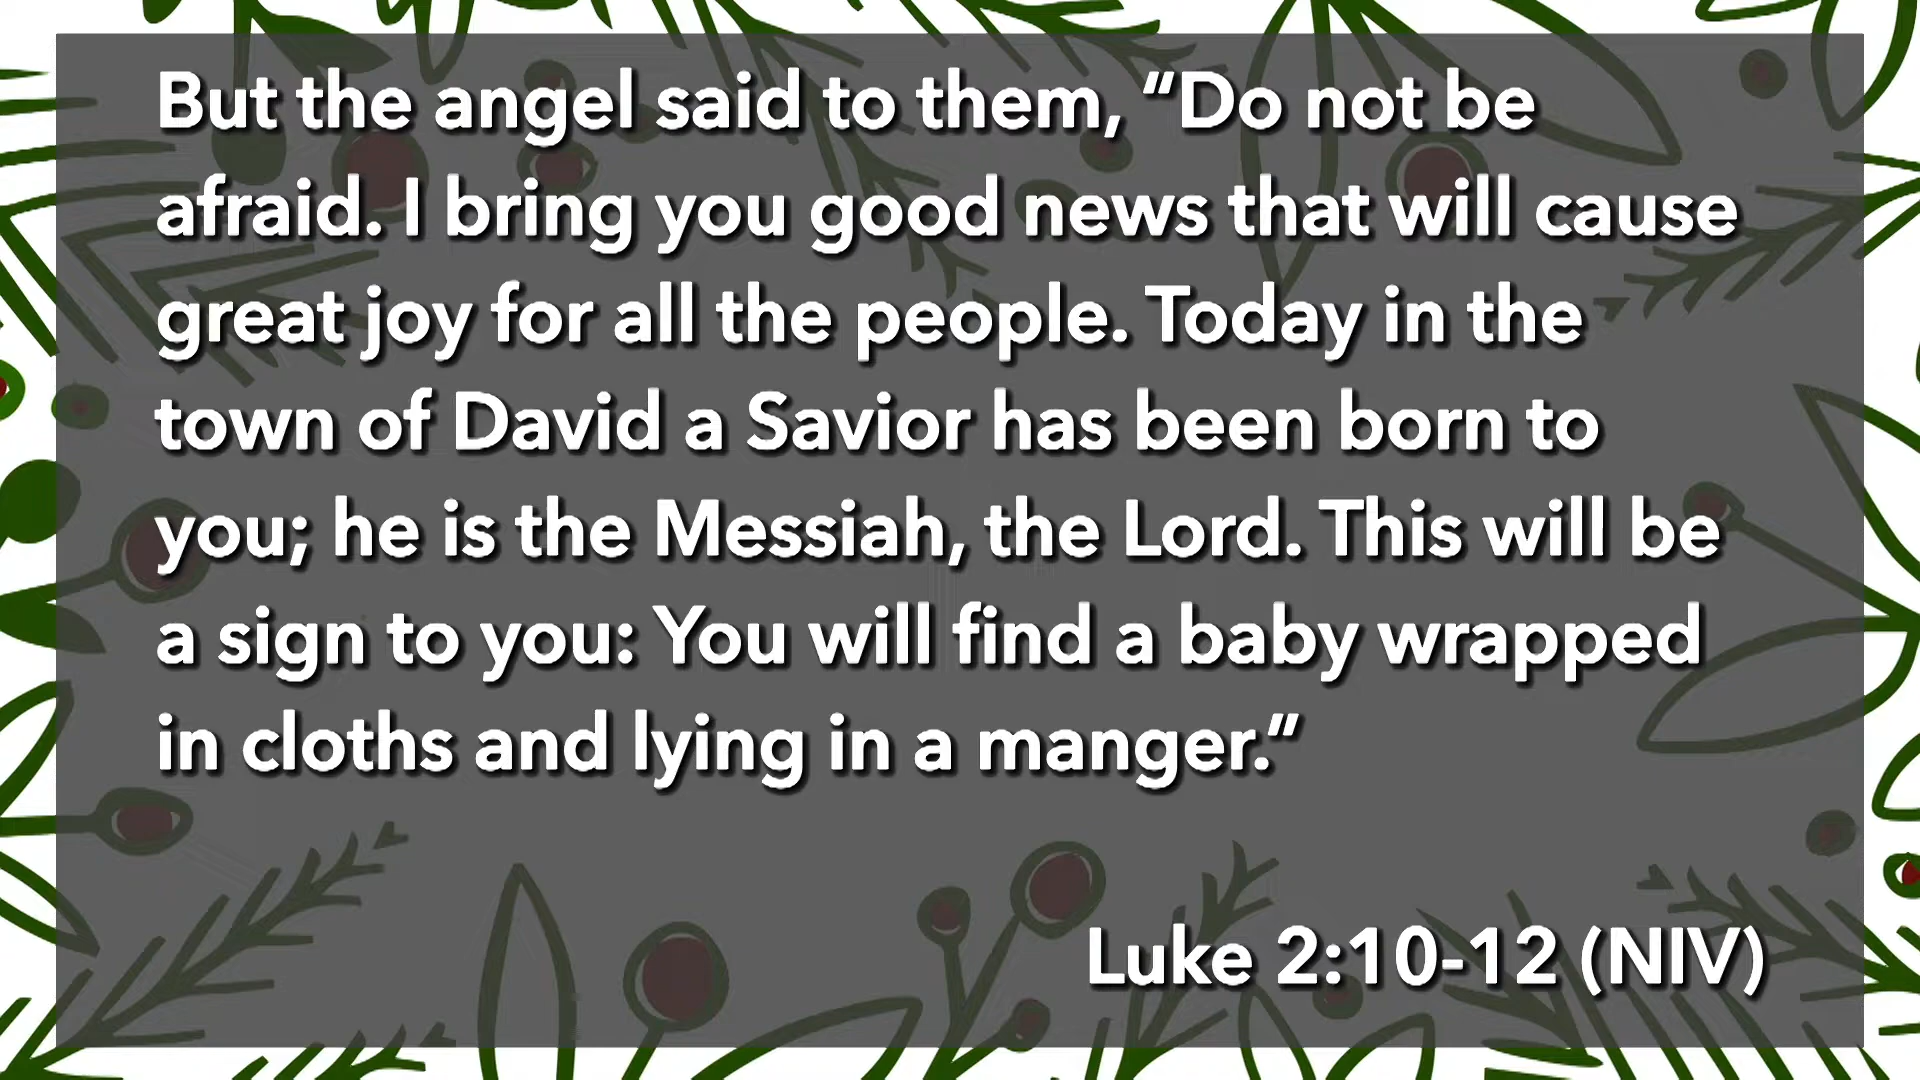 But the angel said to them, “Do not be
afraid. I bring you good news that will cause
great joy for all the people. Today in the
town of David a Savior has been born to
you; he is the Messiah, the Lord. This will be
a sign to you: You will find a baby wrapped
in cloths and lying in a manger.”
Luke 2:10-12 (NIV)